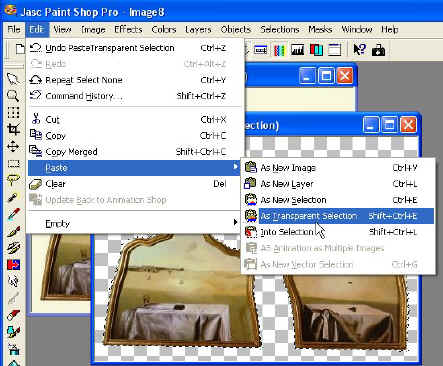 Jasc Paint Shop Pro - Image8
File Edit View Image Effects Colors Layers Objects Selections Masks Window Help
Undo PasteTransparent Selection Ctrl+Z
Redo Ctrl+Alt+Z
Repeat Select None Ctrl+Y
Command History... Shift+Ctrl+Z
Cut Ctrl+X
Copy Ctrl+C
Copy Merged Shift+Ctrl+C
Paste
Clear Del
Update Back to Animation Shop
Empty
ection)
As New Image Ctrl+V
As New Layer Ctrl+L
As New Selection Ctrl+E
As Transparent Selection Shift+Ctrl+E
Into Selection Shift+Ctrl+L
As Animation as Multiple Images
As New Vector Selection Ctrl+G